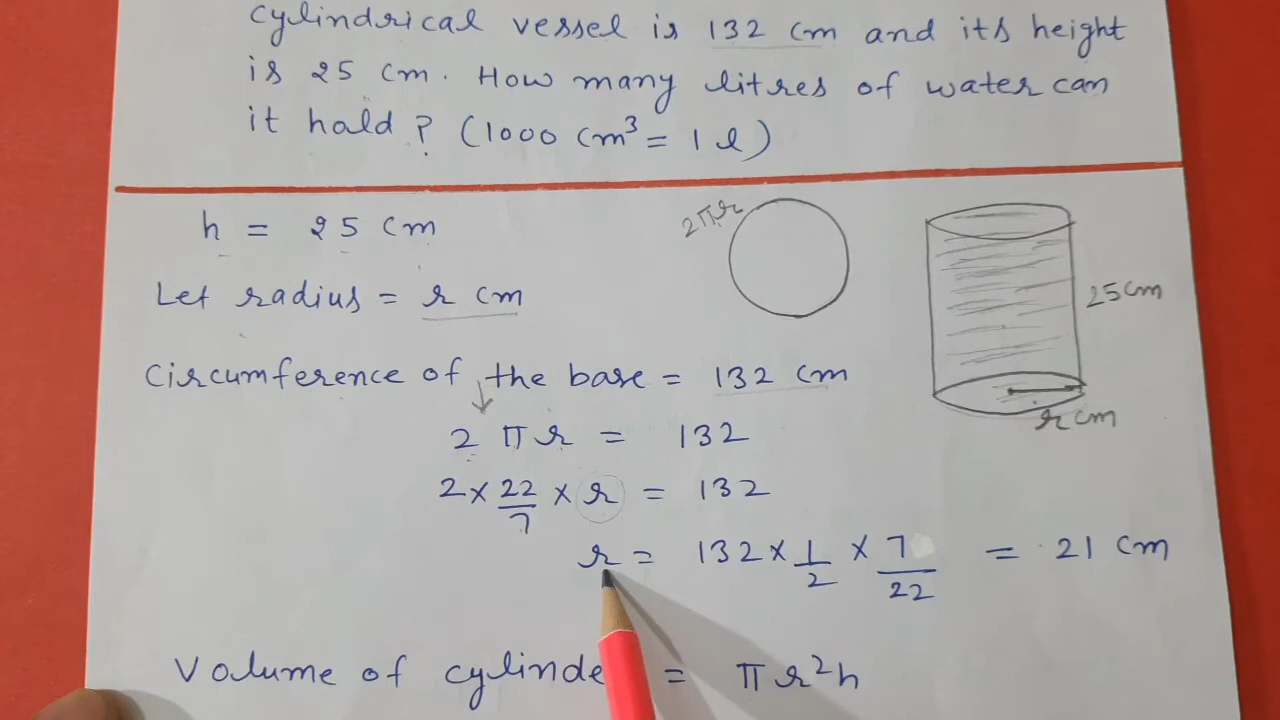 cylindrical vessel is 132 cm and its height
is 25 cm. How many litres of water can
it hald? (1000 cm³ = 1 l)
h = 25 cm
2πr
Let radius = r cm
25cm
Circumference of the base = 132 cm
r cm
2 π r = 132
2 × 22/7 × r = 132
r = 132 × 1/2 × 7/22 = 21 cm
Volume of cylinde = π r²h